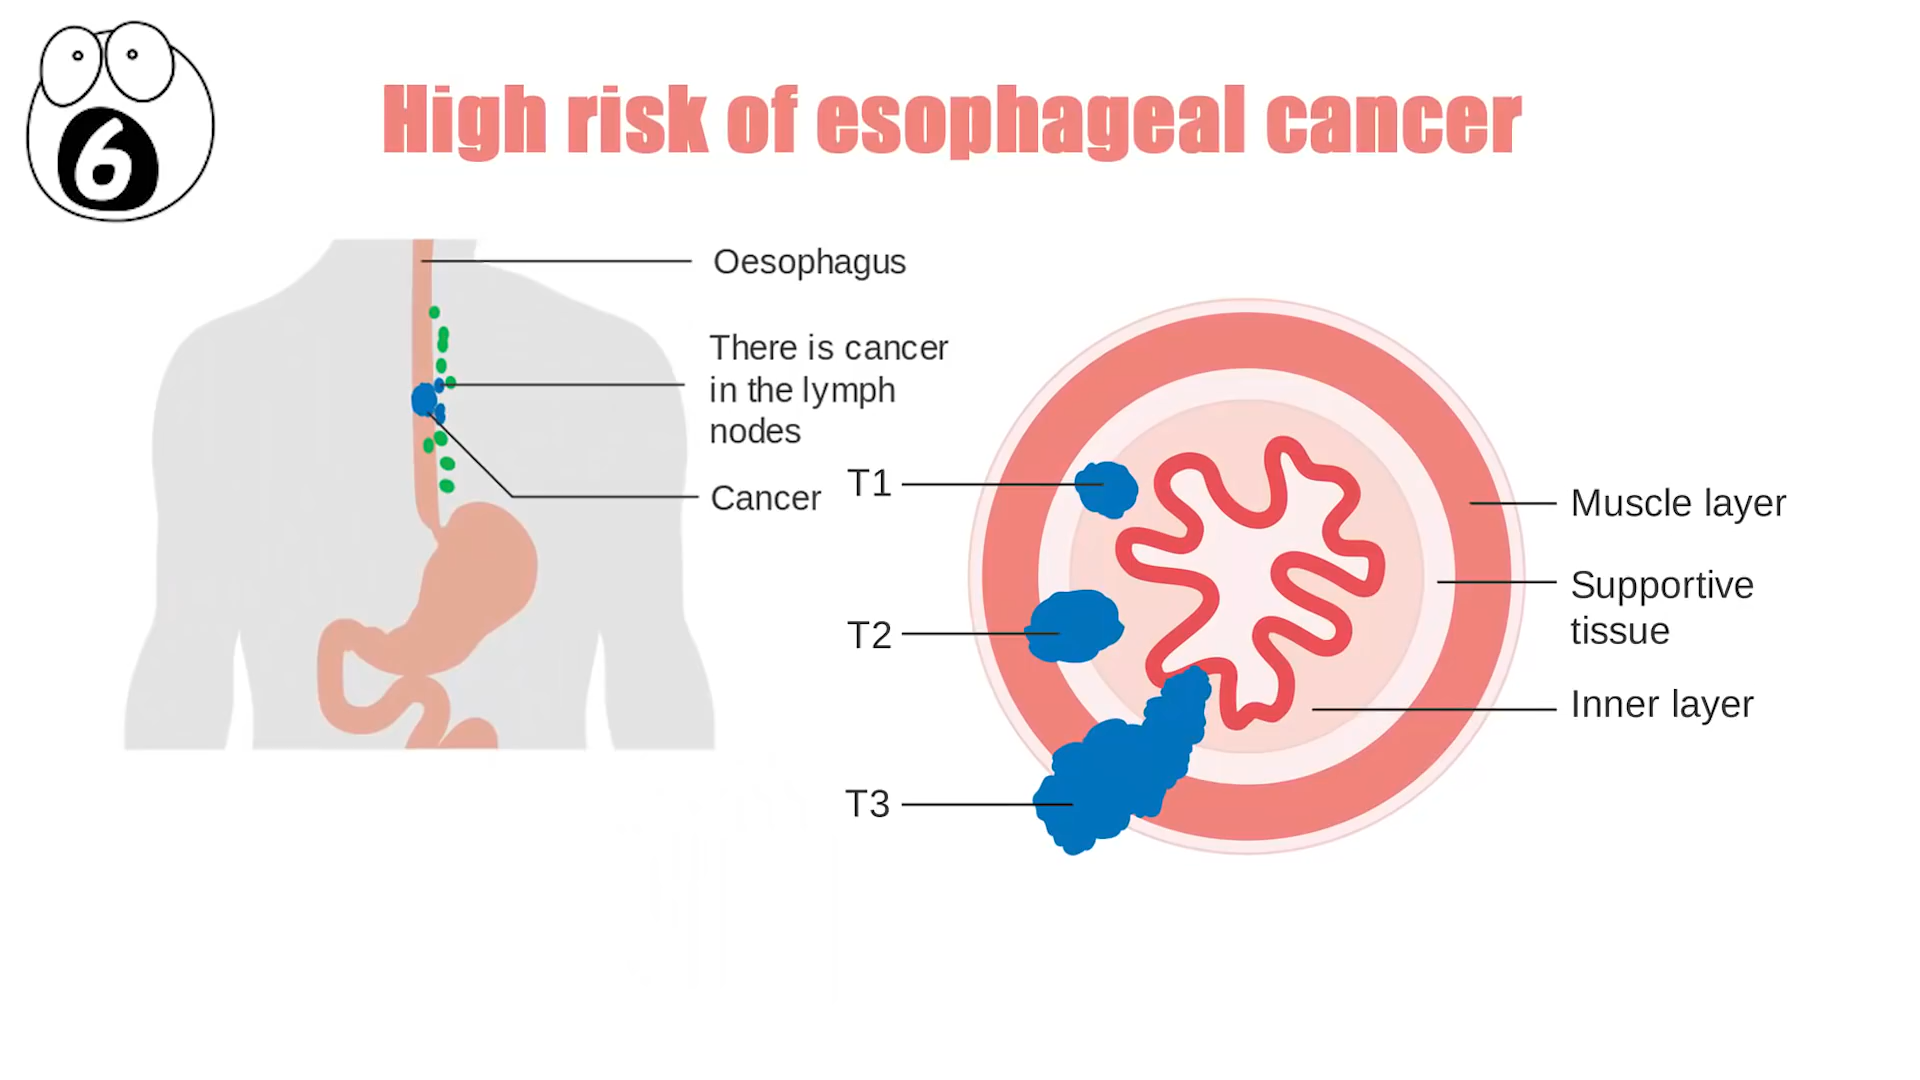 6
High risk of esophageal cancer
Oesophagus
There is cancer
in the lymph
nodes
Cancer
T1
T2
T3
Muscle layer
Supportive
tissue
Inner layer